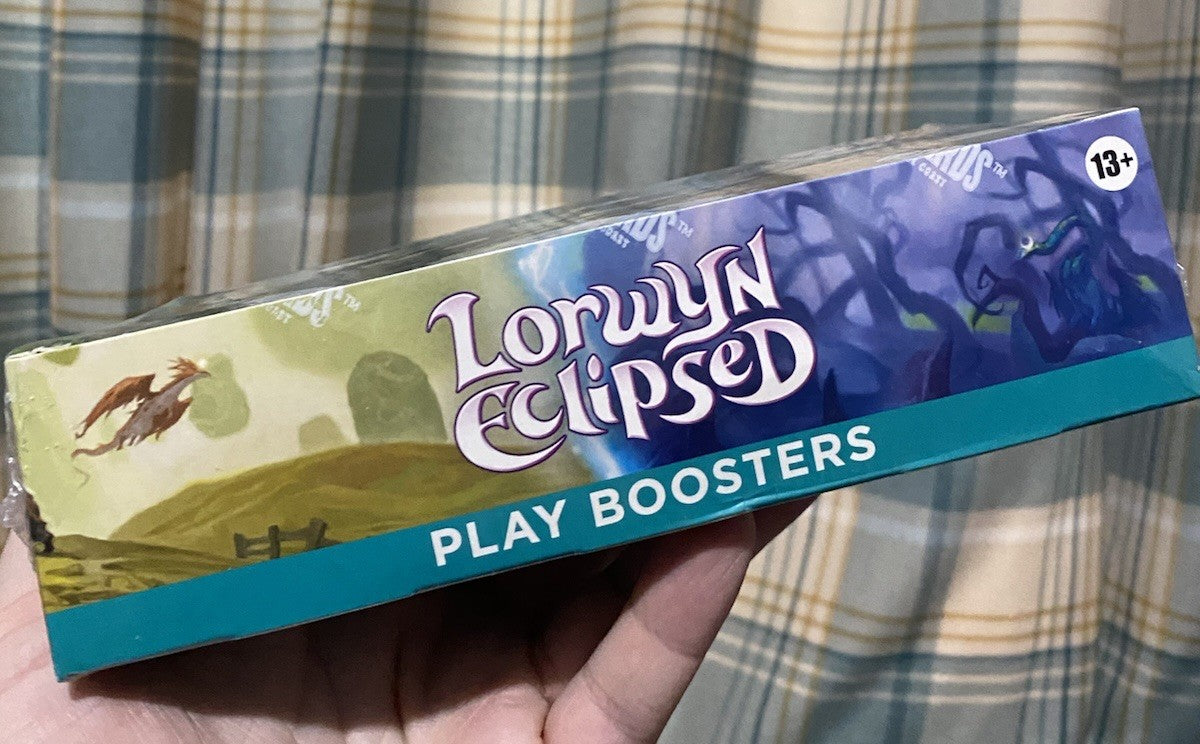 13+
LORWYN
ECLIPSED
PLAY BOOSTERS